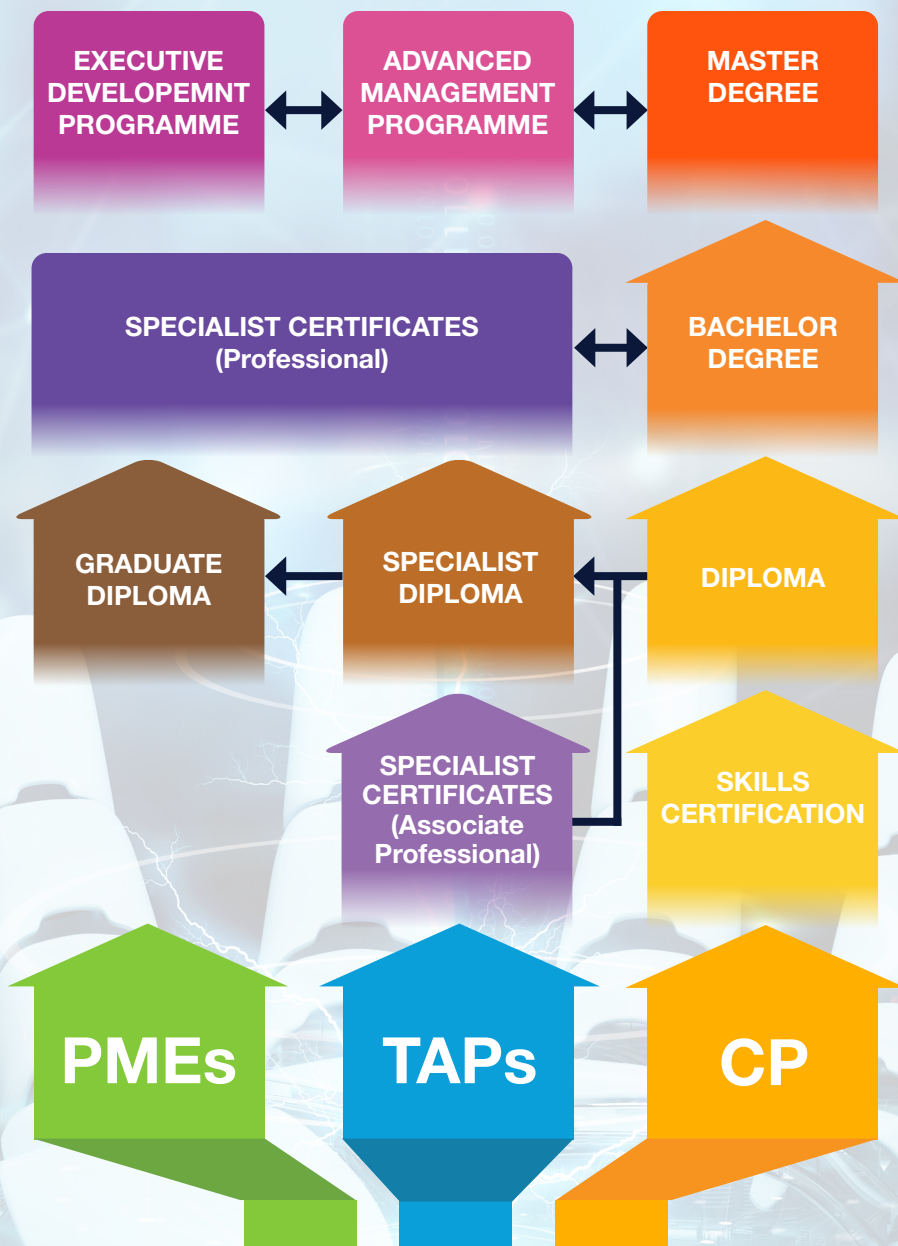 EXECUTIVE
DEVELOPEMNT
PROGRAMME
ADVANCED
MANAGEMENT
PROGRAMME
MASTER
DEGREE
SPECIALIST CERTIFICATES
(Professional)
BACHELOR
DEGREE
GRADUATE
DIPLOMA
SPECIALIST
DIPLOMA
DIPLOMA
SPECIALIST
CERTIFICATES
(Associate
Professional)
SKILLS
CERTIFICATION
PMEs
TAPs
CP